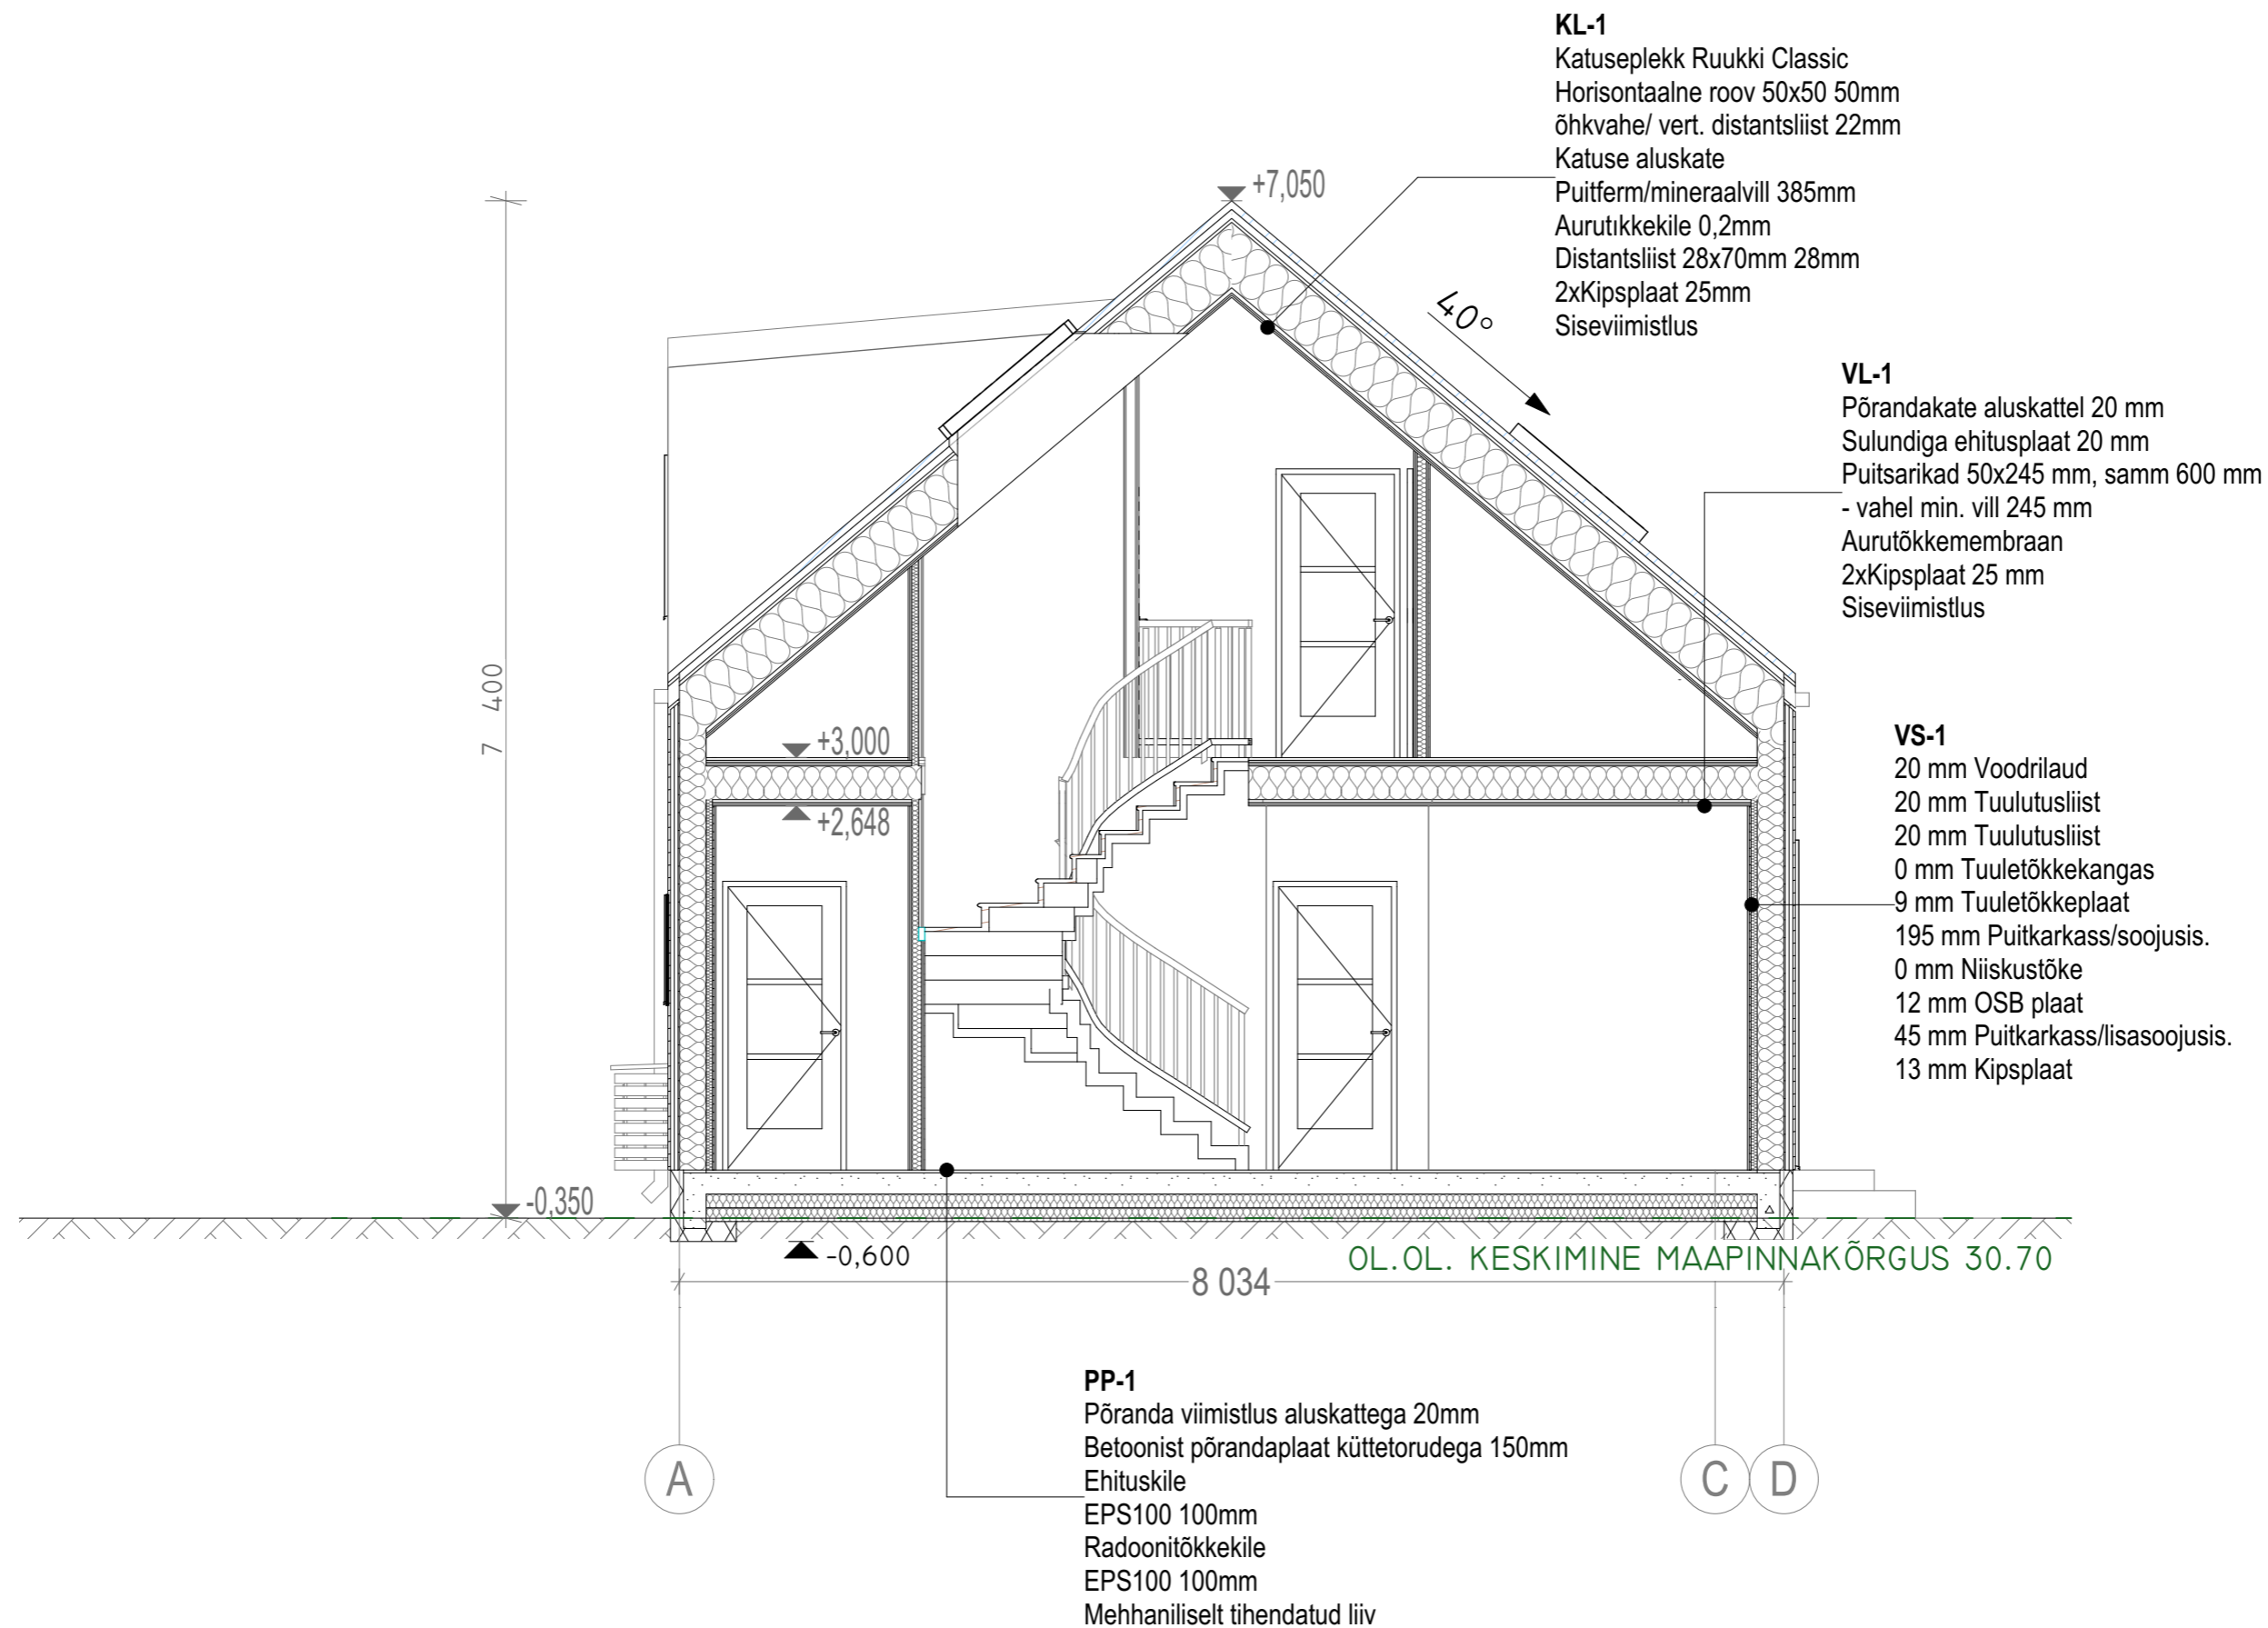 KL-1
Katuseplekk Ruukki Classic
Horisontaalne roov 50x50 50mm
õhkvahe/ vert. distantsliist 22mm
Katuse aluskate
Puitferm/mineraalvill 385mm
Aurutıkkekile 0,2mm
Distantsliist 28x70mm 28mm
2xKipsplaat 25mm
Siseviimistlus
+7,050
40°
VL-1
Põrandakate aluskattel 20 mm
Sulundiga ehitusplaat 20 mm
Puitsarikad 50x245 mm, samm 600 mm
- vahel min. vill 245 mm
Aurutõkkemembraan
2xKipsplaat 25 mm
Siseviimistlus
7 400
+3,000
+2,648
VS-1
20 mm Voodrilaud
20 mm Tuulutusliist
20 mm Tuulutusliist
0 mm Tuuletõkkekangas
9 mm Tuuletõkkeplaat
195 mm Puitkarkass/soojusis.
0 mm Niiskustõke
12 mm OSB plaat
45 mm Puitkarkass/lisasoojusis.
13 mm Kipsplaat
-0,350
-0,600
OL.OL. KESKIMINE MAAPINNAKÕRGUS 30.70
8 034
PP-1
Põranda viimistlus aluskattega 20mm
Betoonist põrandaplaat küttetorudega 150mm
Ehituskile
EPS100 100mm
Radoonitõkkekile
EPS100 100mm
Mehhaniliselt tihendatud liiv
A
C
D